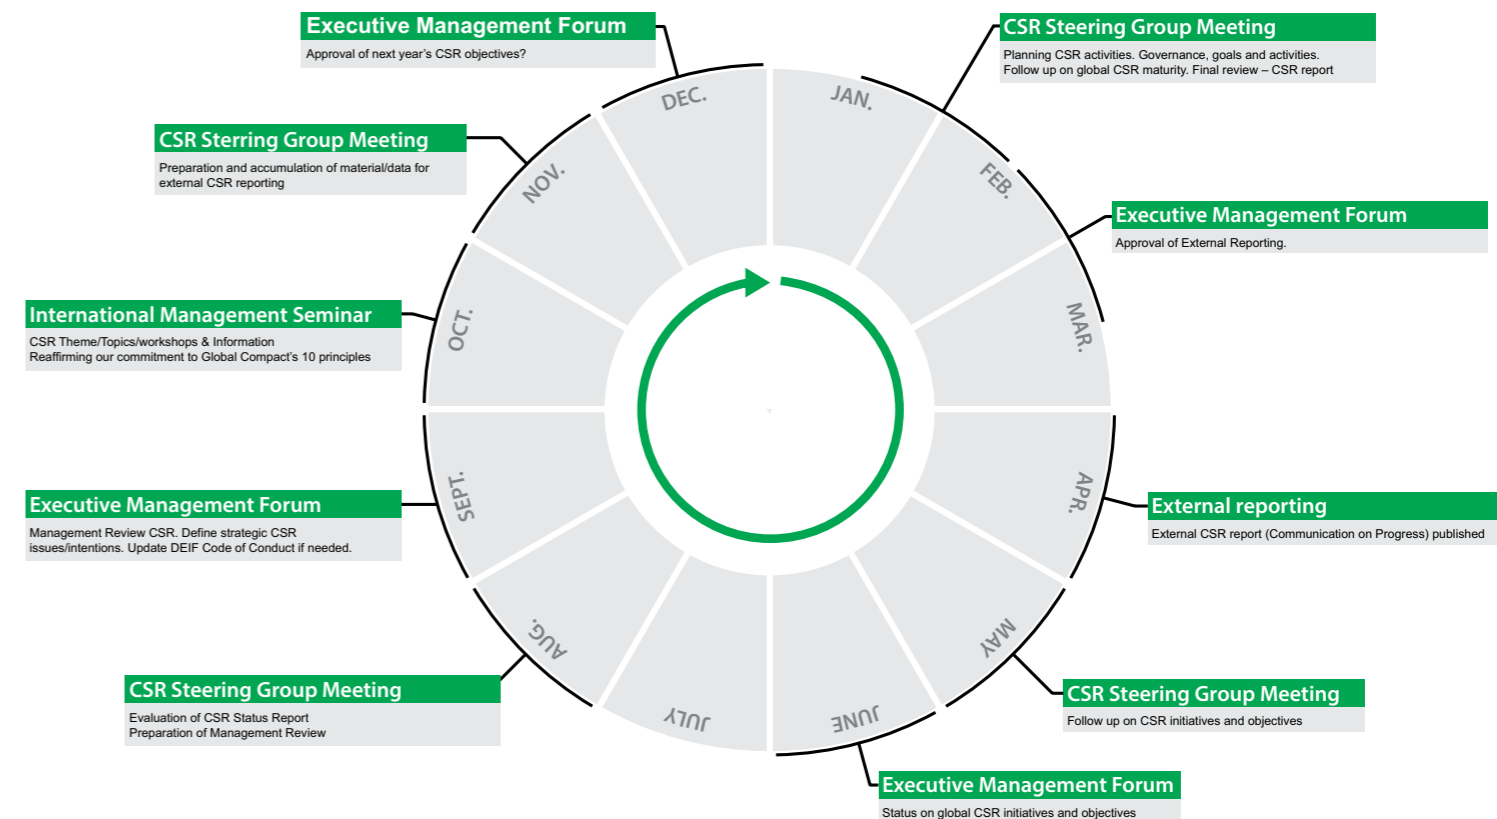 Executive Management Forum
Approval of next year's CSR objectives?
CSR Steering Group Meeting
Planning CSR activities. Governance, goals and activities.
Follow up on global CSR maturity. Final review – CSR report
DEC.
JAN.
CSR Sterring Group Meeting
Preparation and accumulation of material/data for
external CSR reporting
NOV.
FEB.
Executive Management Forum
Approval of External Reporting.
International Management Seminar
CSR Theme/Topics/workshops & Information
Reaffirming our commitment to Global Compact's 10 principles
OCT.
MAR.
Executive Management Forum
Management Review CSR. Define strategic CSR
issues/intentions. Update DEIF Code of Conduct if needed.
SEPT.
APR.
External reporting
External CSR report (Communication on Progress) published
AUG.
MAY
CSR Steering Group Meeting
Evaluation of CSR Status Report
Preparation of Management Review
CSR Steering Group Meeting
Follow up on CSR initiatives and objectives
JULY
JUNE
Executive Management Forum
Status on global CSR initiatives and objectives